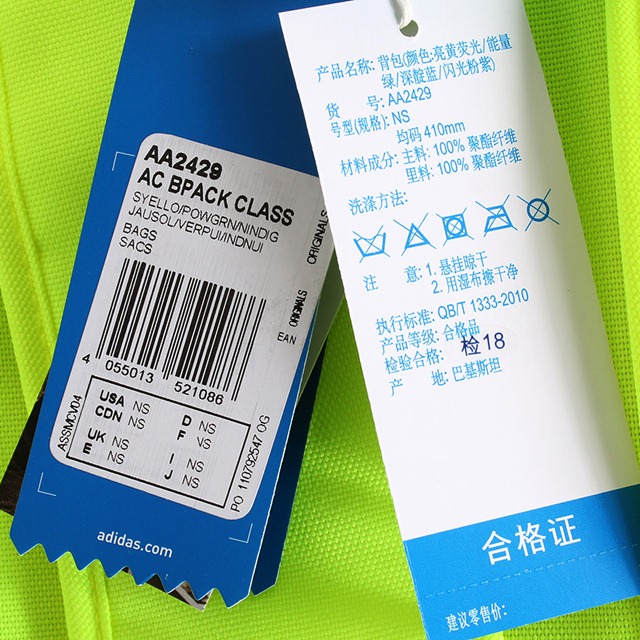 AA2429
AC BPACK CLASS
SYELLO/POWGRN/NINDIG
JAUSOL/VERPUI/INDNUI
BAGS
SACS
ORIGINALS
ORIGINALS
EAN
4 055013 521086
USA NS
CDN NS
UK NS
E NS
D NS
F NS
I NS
J NS
ASSMCV04
PO 110792547 OG
adidas.com
产品名称: 背包(颜色:亮黄荧光/能量
绿/深靛蓝/闪光粉紫)
货 号: AA2429
号型(规格): NS
均码 410mm
材料成分: 主料: 100% 聚酯纤维
里料: 100% 聚酯纤维
洗涤方法:
注 意: 1. 悬挂晾干
2. 用湿布擦干净
执行标准: QB/T 1333-2010
产品等级: 合格品
检验合格: 检18
产 地: 巴基斯坦
合格证
建议零售价: